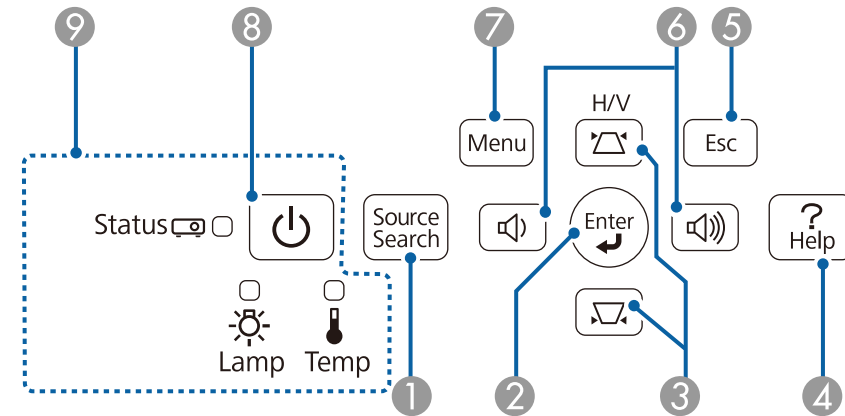 9
8
7
6
5
H/V
Menu
Esc
Status
Source
Search
Enter
?
Help
Lamp
Temp
1
2
3
4